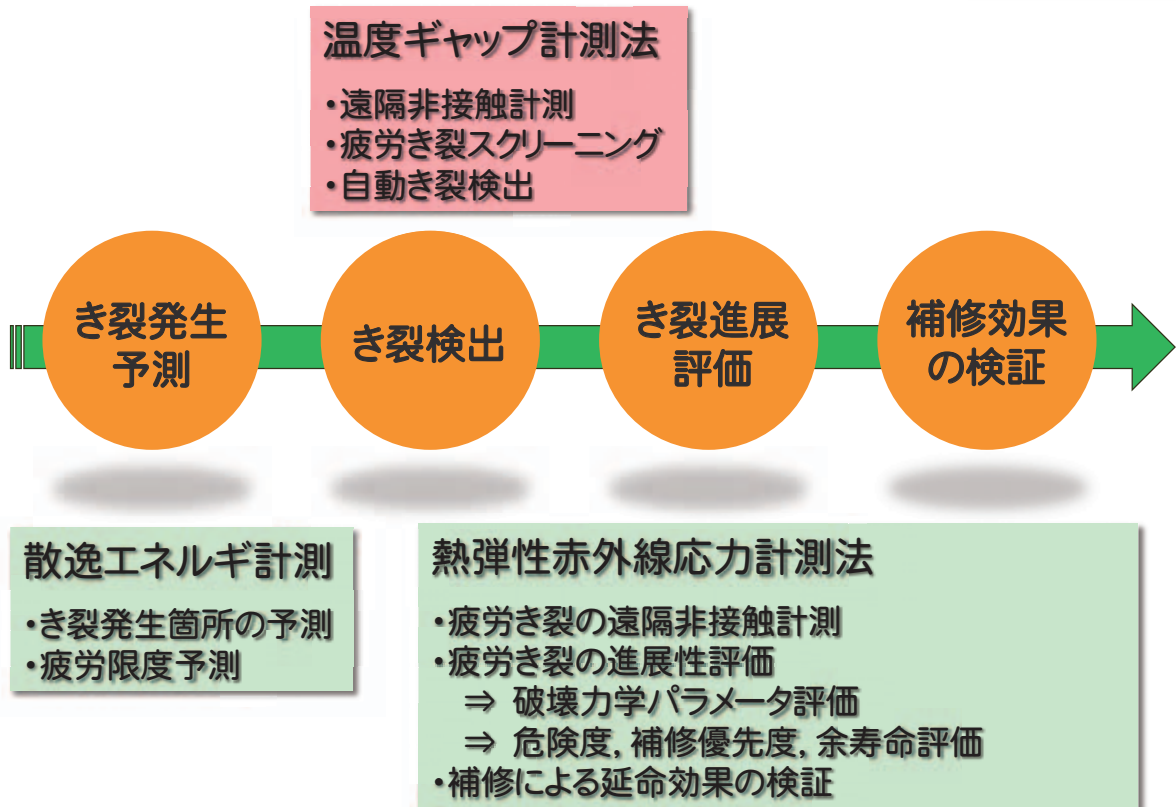 温度ギャップ計測法
・遠隔非接触計測
・疲労き裂スクリーニング
・自動き裂検出
き裂発生
予測
き裂検出
き裂進展
評価
補修効果
の検証
散逸エネルギ計測
・き裂発生箇所の予測
・疲労限度予測
熱弾性赤外線応力計測法
・疲労き裂の遠隔非接触計測
・疲労き裂の進展性評価
⇒ 破壊力学パラメータ評価
⇒ 危険度, 補修優先度, 余寿命評価
・補修による延命効果の検証